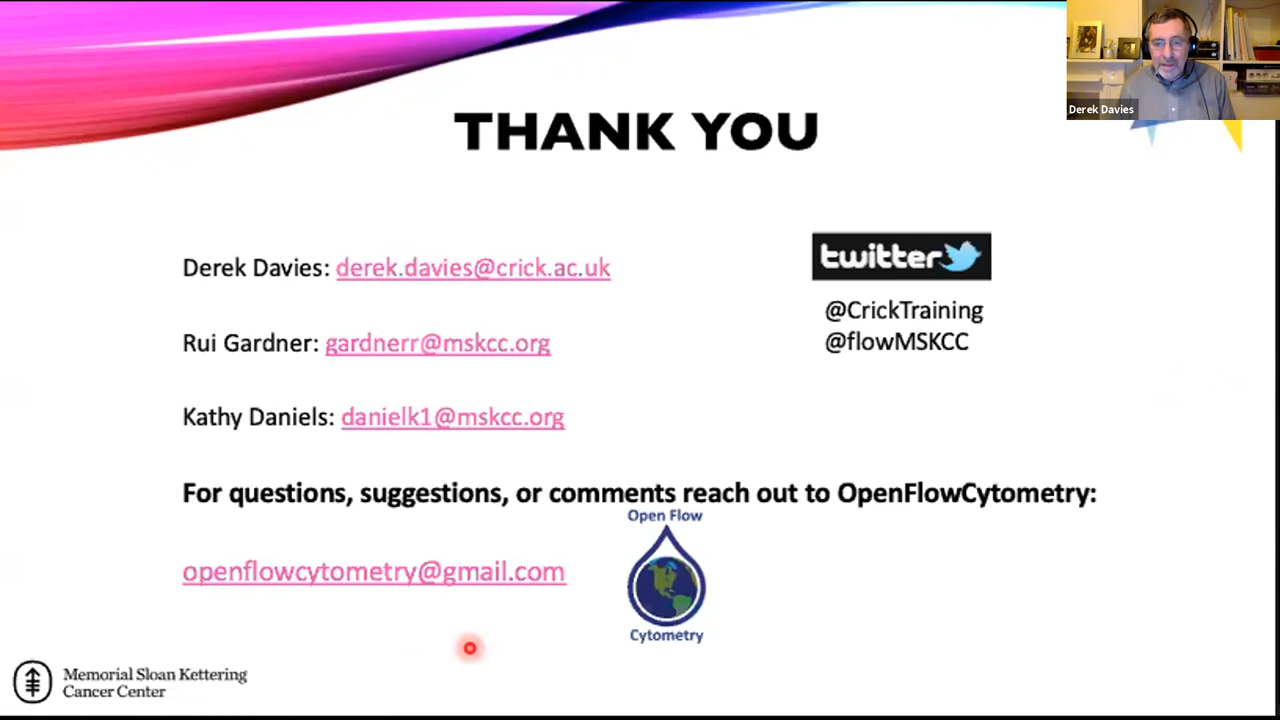 Derek Davies
THANK YOU
Derek Davies: derek.davies@crick.ac.uk
twitter
@CrickTraining
@flowMSKCC
Rui Gardner: gardnerr@mskcc.org
Kathy Daniels: danielk1@mskcc.org
For questions, suggestions, or comments reach out to OpenFlowCytometry:
Open Flow
openflowcytometry@gmail.com
Cytometry
Memorial Sloan Kettering
Cancer Center